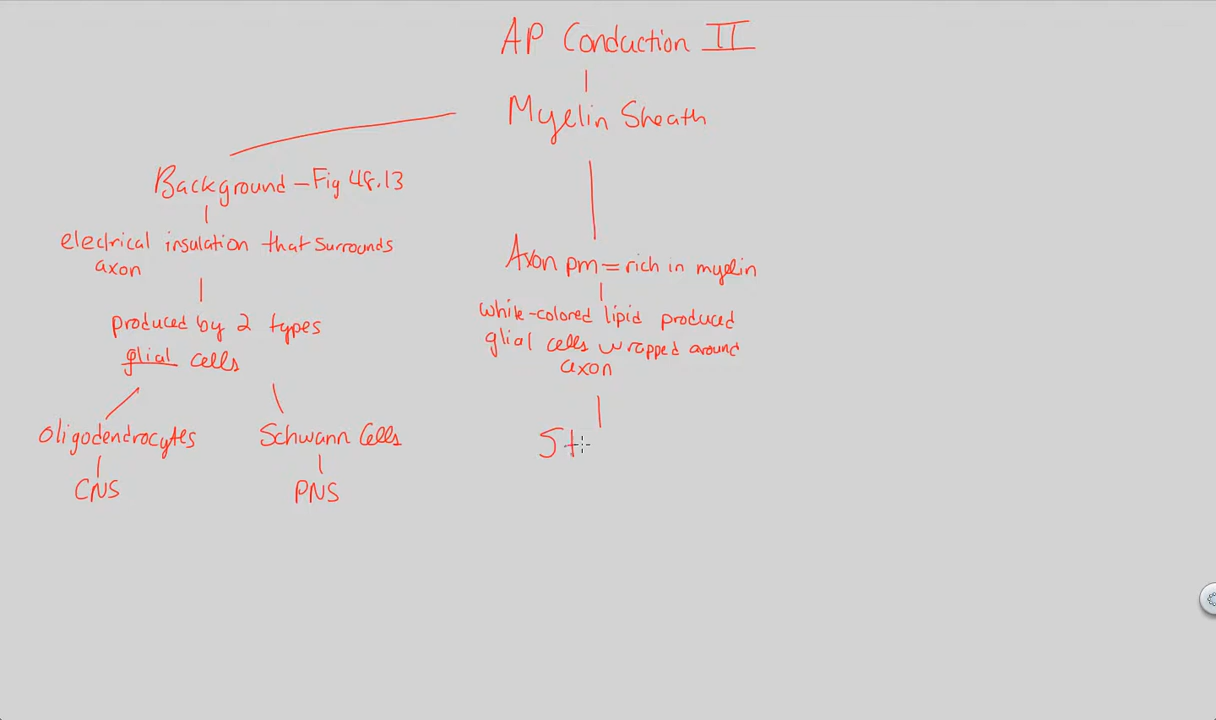 AP Conduction II
Myelin Sheath
Background - Fig 48.13
electrical insulation that surrounds
axon
produced by 2 types
glial cells
Oligodendrocytes
CNS
Schwann Cells
PNS
Axon pm = rich in myelin
white-colored lipid produced
glial cells wrapped around
axon
St